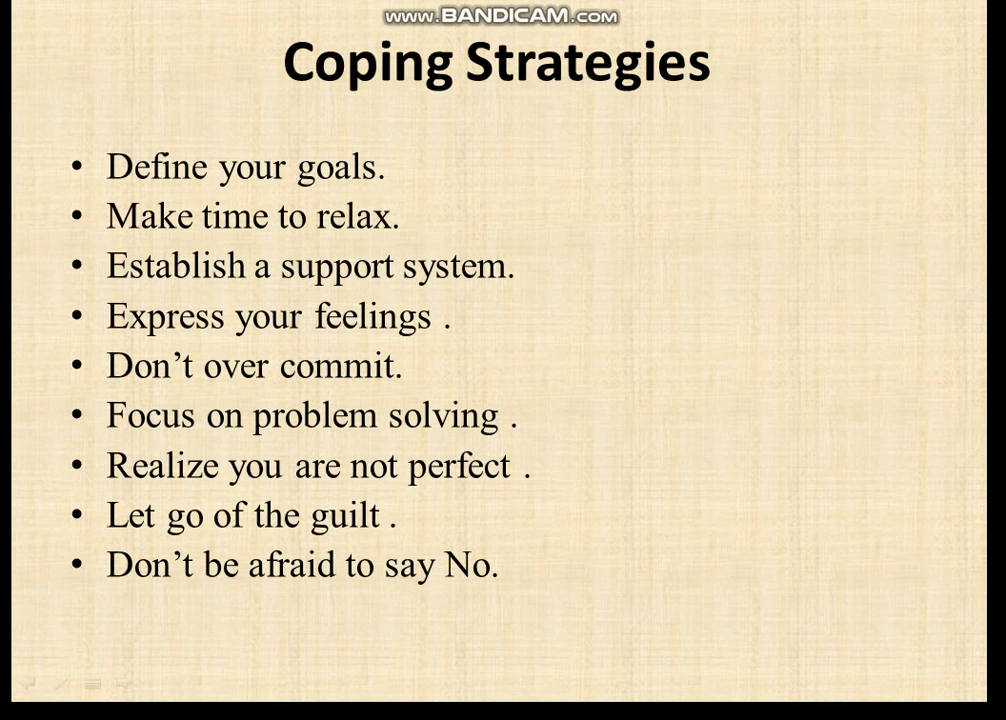 www.BANDICAM.com
Coping Strategies
• Define your goals.
• Make time to relax.
• Establish a support system.
• Express your feelings .
• Don’t over commit.
• Focus on problem solving .
• Realize you are not perfect .
• Let go of the guilt .
• Don’t be afraid to say No.